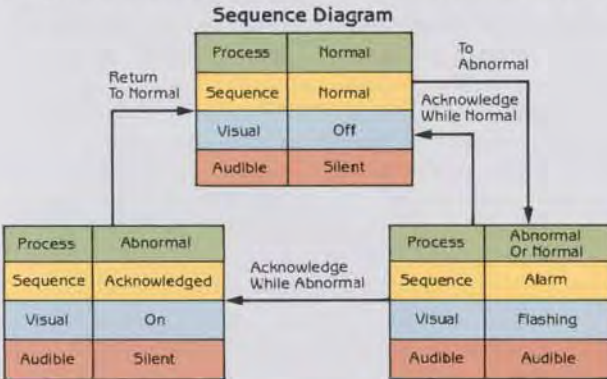 Sequence Diagram
Process Normal
Sequence Normal
Visual Off
Audible Silent
Return
To Normal
To
Abnormal
Acknowledge
While Normal
Process Abnormal
Sequence Acknowledged
Visual On
Audible Silent
Acknowledge
While Abnormal
Process Abnormal
Or Normal
Sequence Alarm
Visual Flashing
Audible Audible